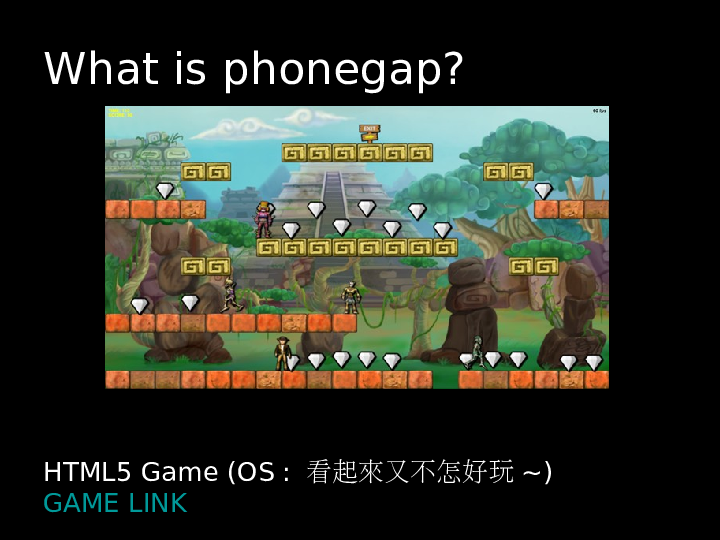 What is phonegap?
EXIT
HTML5 Game (OS : 看起來又不怎好玩 ~)
GAME LINK